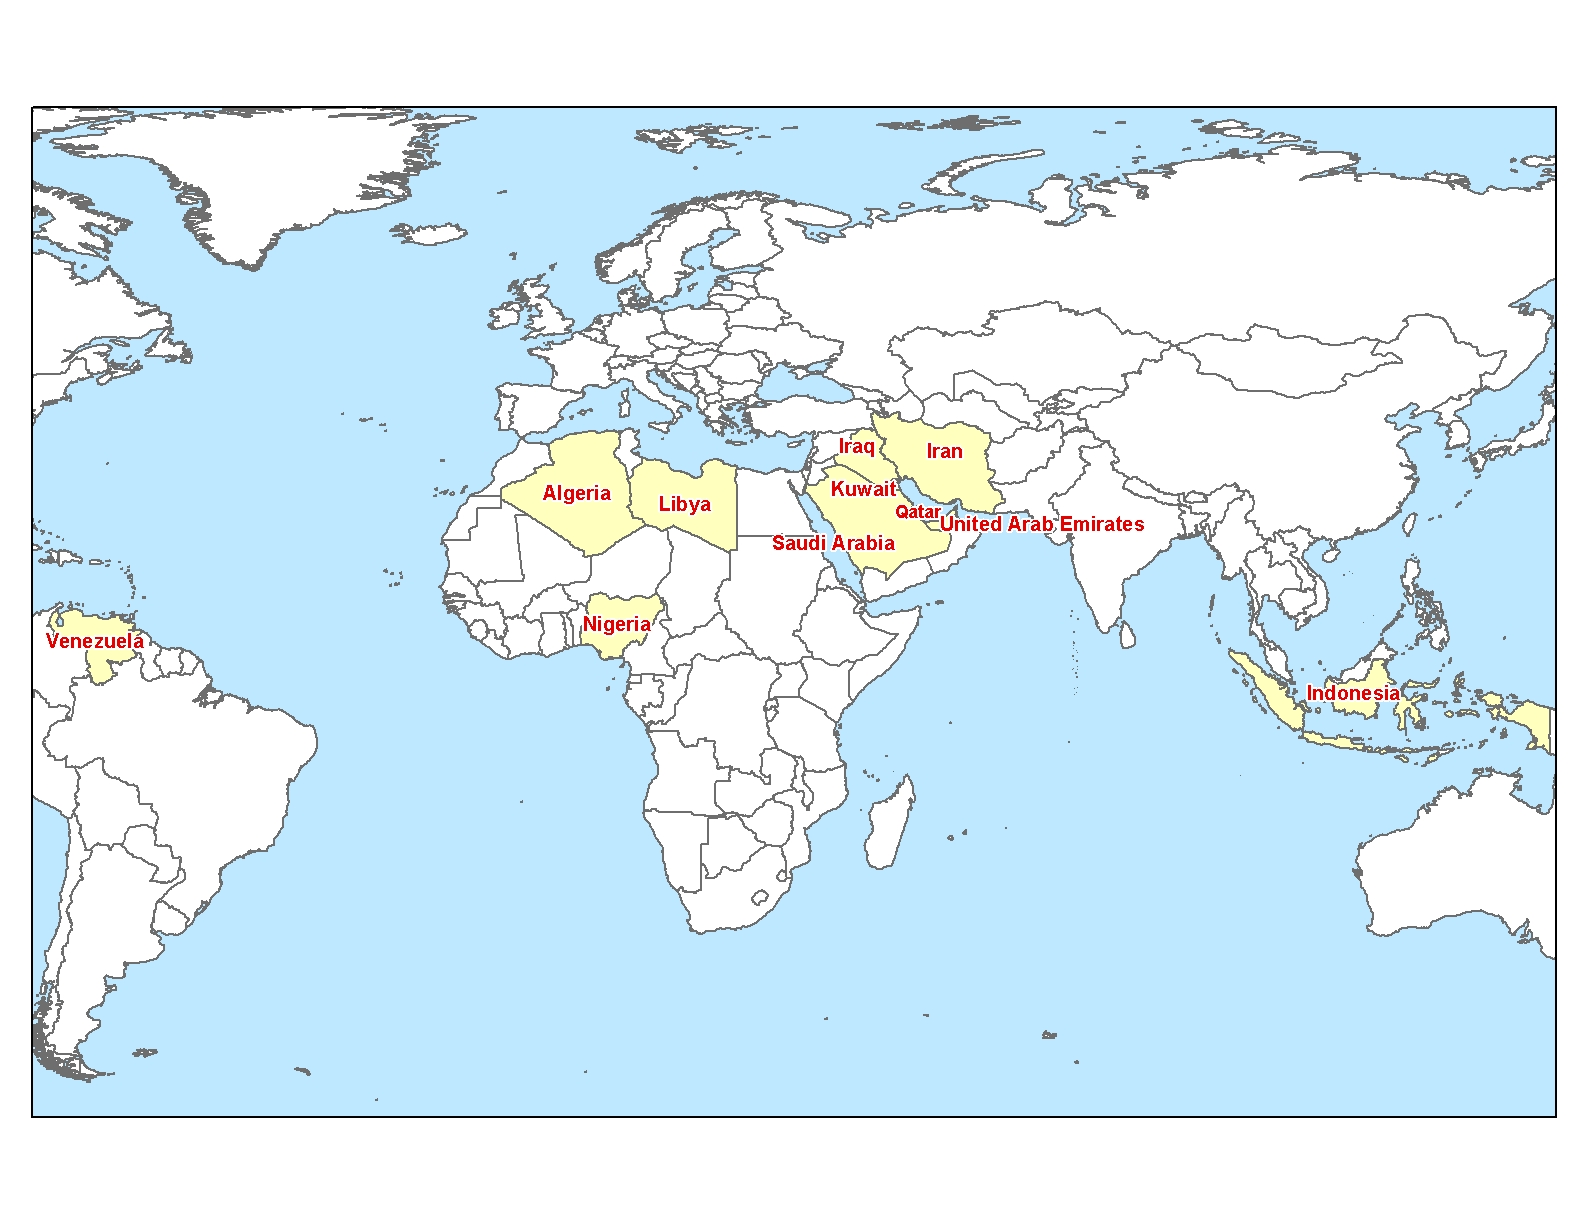 Iraq
Iran
Kuwait
Algeria
Libya
Qatar
United Arab Emirates
Saudi Arabia
Nigeria
Venezuela
Indonesia